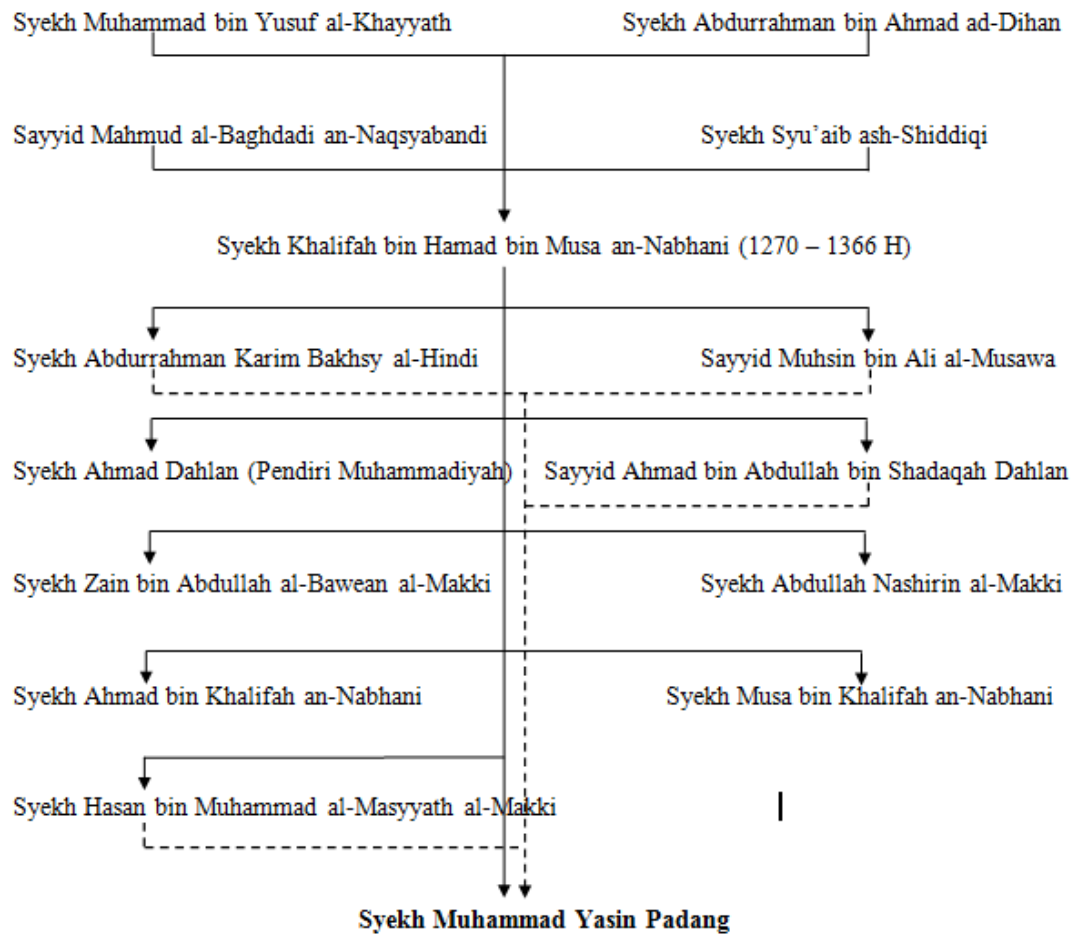 Syekh Muhammad bin Yusuf al-Khayyath
Syekh Abdurrahman bin Ahmad ad-Dihan
Sayyid Mahmud al-Baghdadi an-Naqsyabandi
Syekh Syu’aib ash-Shiddiqi
Syekh Khalifah bin Hamad bin Musa an-Nabhani (1270 – 1366 H)
Syekh Abdurrahman Karim Bakhsy al-Hindi
Sayyid Muhsin bin Ali al-Musawa
Syekh Ahmad Dahlan (Pendiri Muhammadiyah)
Sayyid Ahmad bin Abdullah bin Shadaqah Dahlan
Syekh Zain bin Abdullah al-Bawean al-Makki
Syekh Abdullah Nashirin al-Makki
Syekh Ahmad bin Khalifah an-Nabhani
Syekh Musa bin Khalifah an-Nabhani
Syekh Hasan bin Muhammad al-Masyyath al-Makki
Syekh Muhammad Yasin Padang